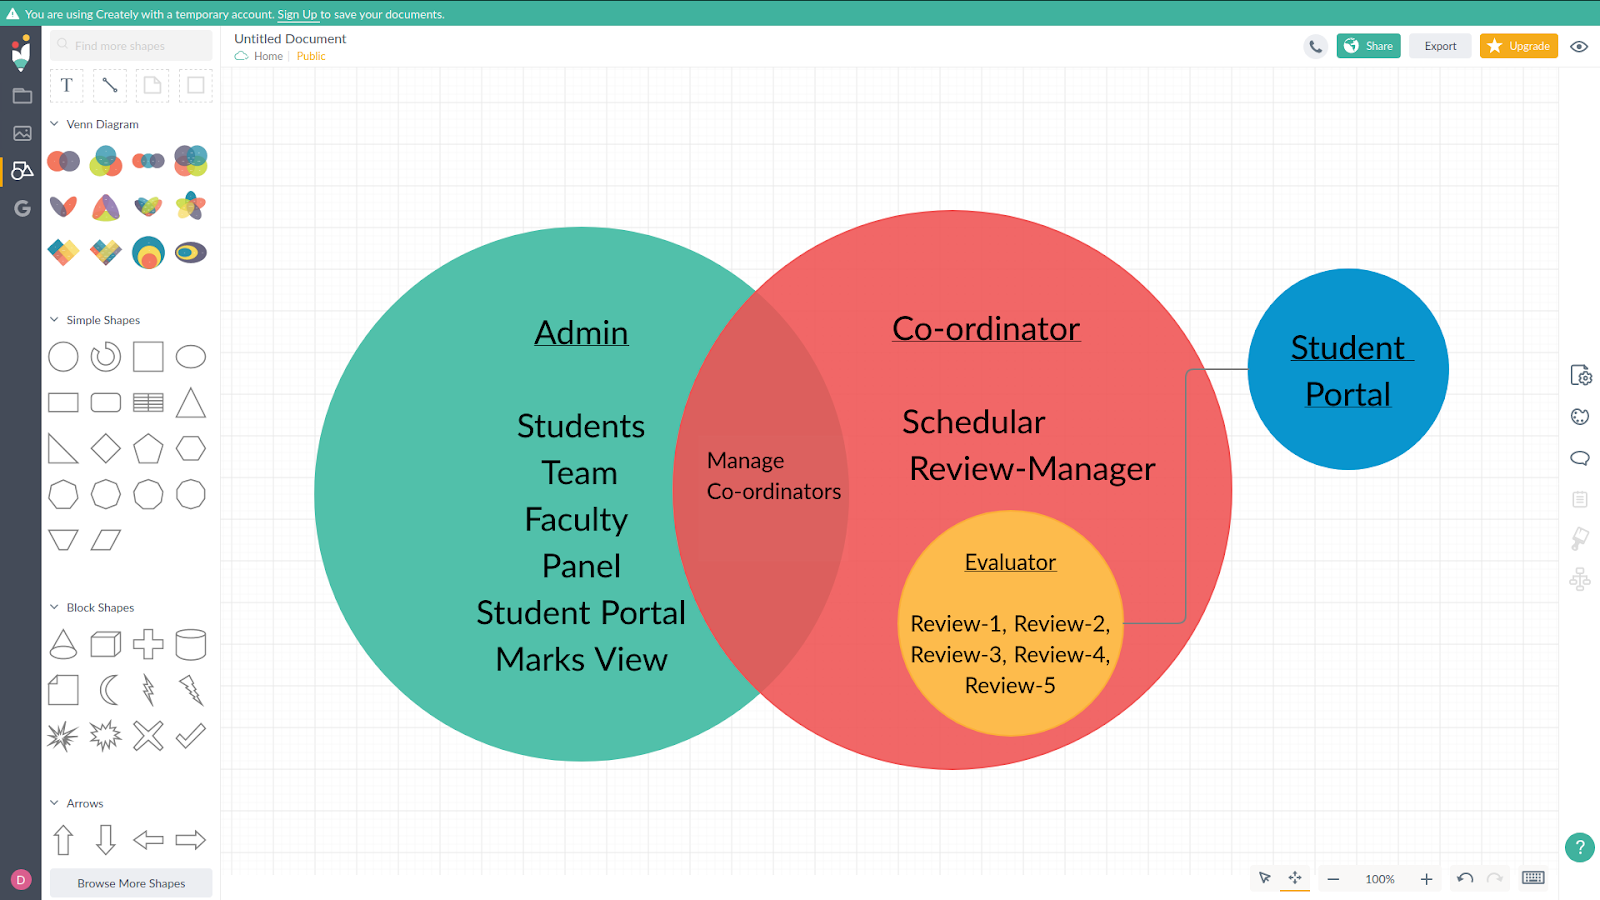 You are using Creately with a temporary account. Sign Up to save your documents.
Find more shapes
Untitled Document
Home
Public
Share
Export
Upgrade
T
Venn Diagram
Simple Shapes
Block Shapes
Arrows
Browse More Shapes
G
D
Admin
Students
Team
Faculty
Panel
Student Portal
Marks View
Manage
Co-ordinators
Co-ordinator
Schedular
Review-Manager
Evaluator
Review-1, Review-2,
Review-3, Review-4,
Review-5
Student
Portal
100%
?